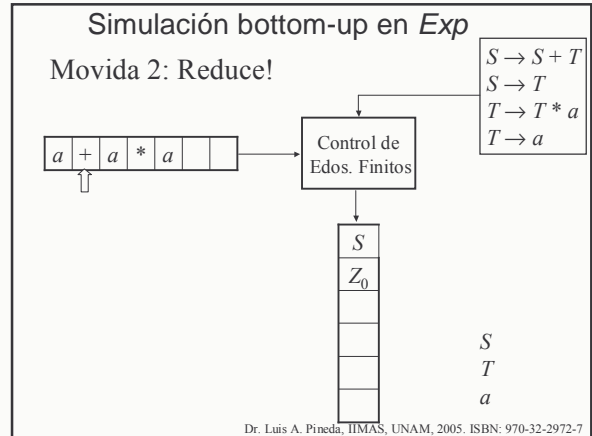 Simulación bottom-up en Exp
Movida 2: Reduce!
S → S + T
S → T
T → T * a
T → a
a + a * a
Control de
Edos. Finitos
S
Z₀
S
T
a
Dr. Luis A. Pineda, IIMAS, UNAM, 2005. ISBN: 970-32-2972-7